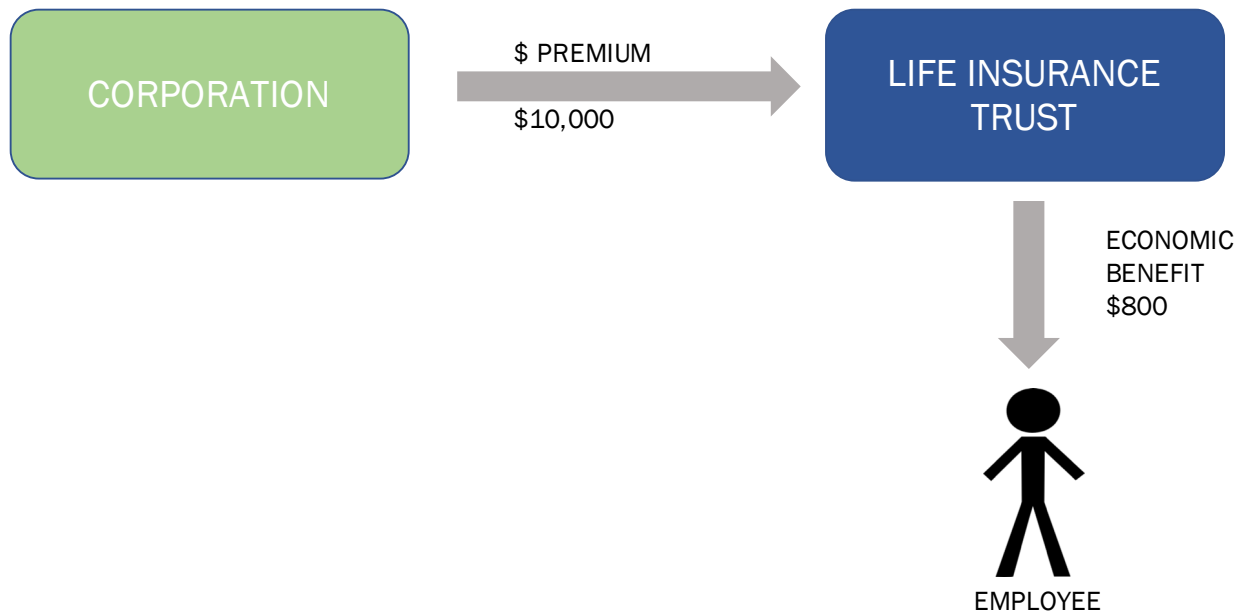 CORPORATION
$ PREMIUM
$10,000
LIFE INSURANCE
TRUST
ECONOMIC
BENEFIT
$800
EMPLOYEE